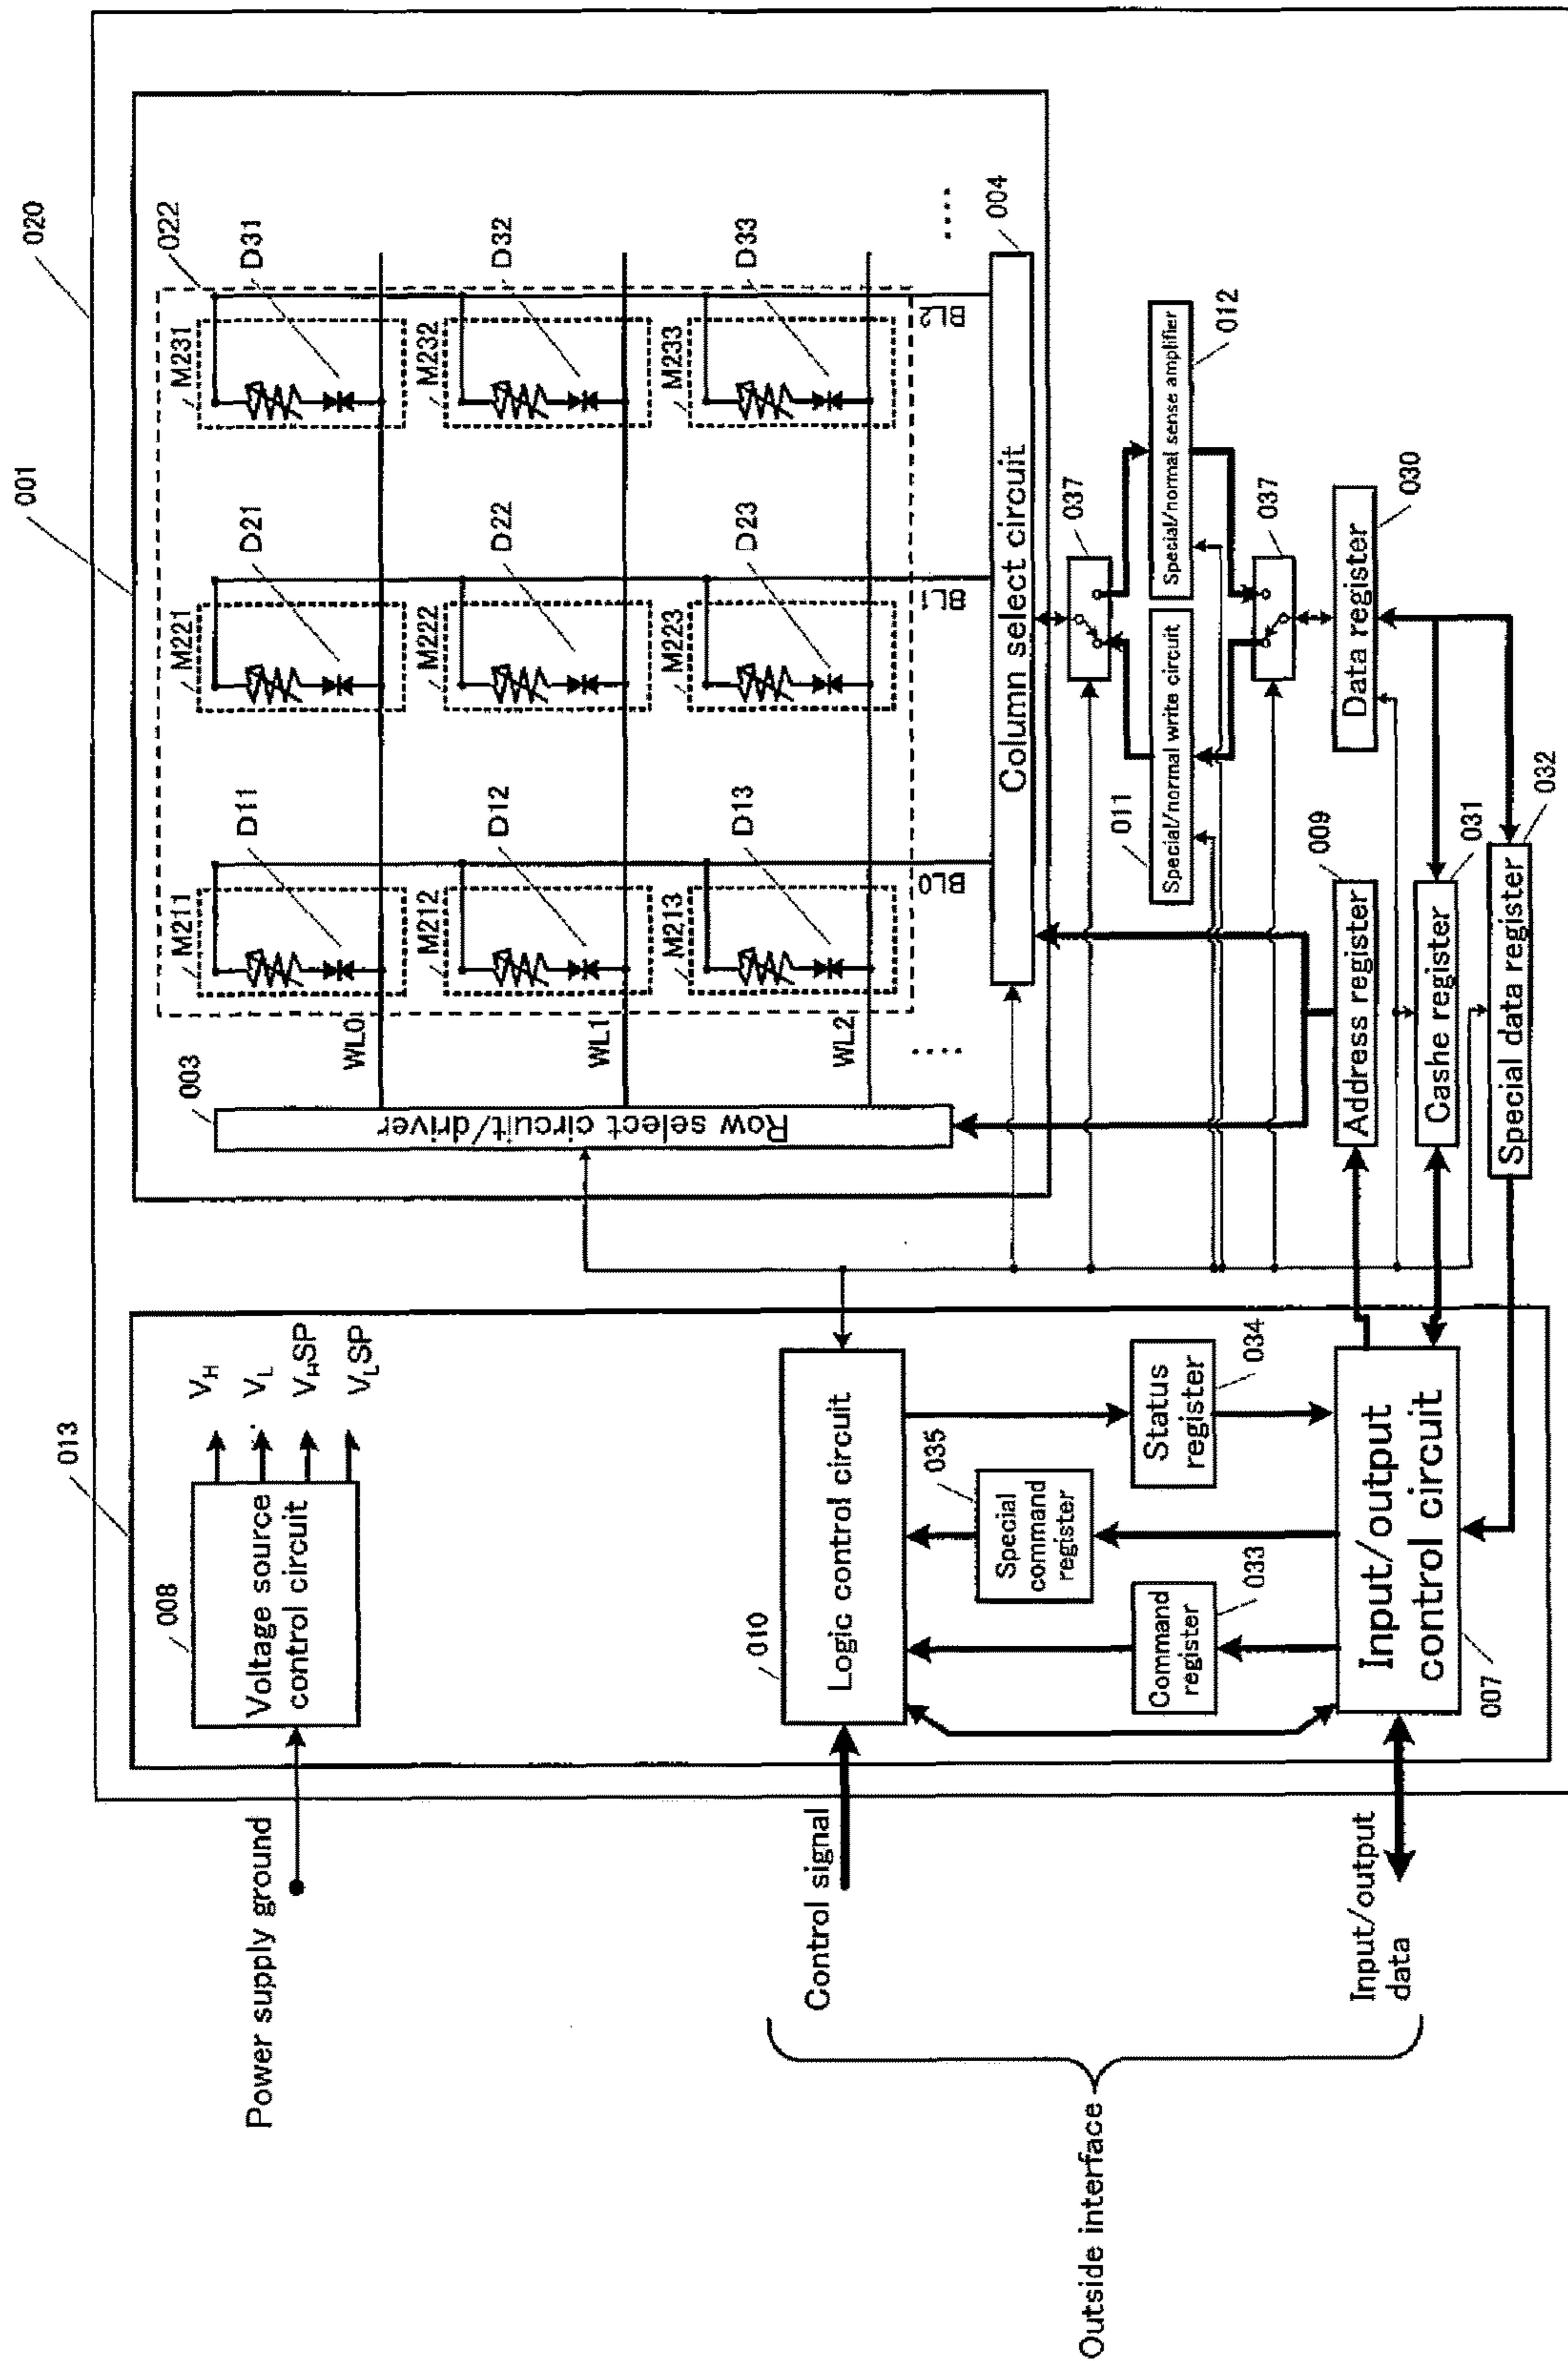 020
001
013
Power supply ground
008
Voltage source
control circuit
V_H
V_L
V_HSP
V_LSP
003
Row select circuit/driver
WL0
WL1
WL2
....
M211
D11
M221
D21
M231
D31
022
M212
D12
M222
D22
M232
D32
M213
D13
M223
D23
M233
D33
BL0
BL1
BL2
....
Column select circuit
004
037
Control signal
010
Logic control circuit
011
Special/normal write circuit
Special/normal sense amplifier
012
035
Special
command
register
Command
register
033
Status
register
034
037
Outside interface
Input/output
data
Input/output
control circuit
007
Address register
009
Data register
030
Cashe register
031
Special data register
032